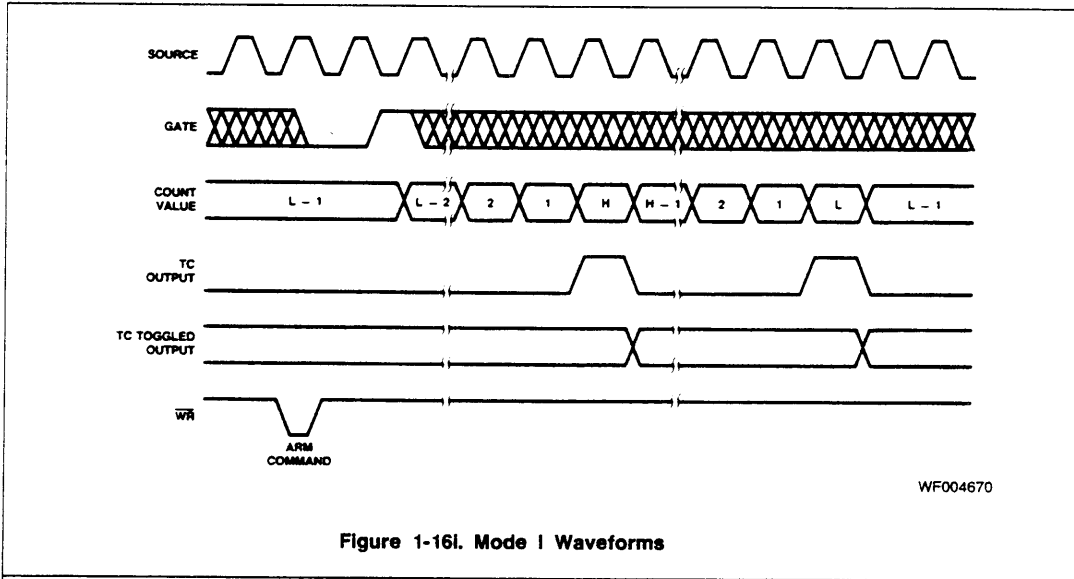 SOURCE
GATE
COUNT
VALUE
L – 1
L – 2
2
1
H
H – 1
2
1
L
L – 1
TC
OUTPUT
TC TOGGLED
OUTPUT
WR
ARM
COMMAND
WF004670
Figure 1-16i. Mode I Waveforms